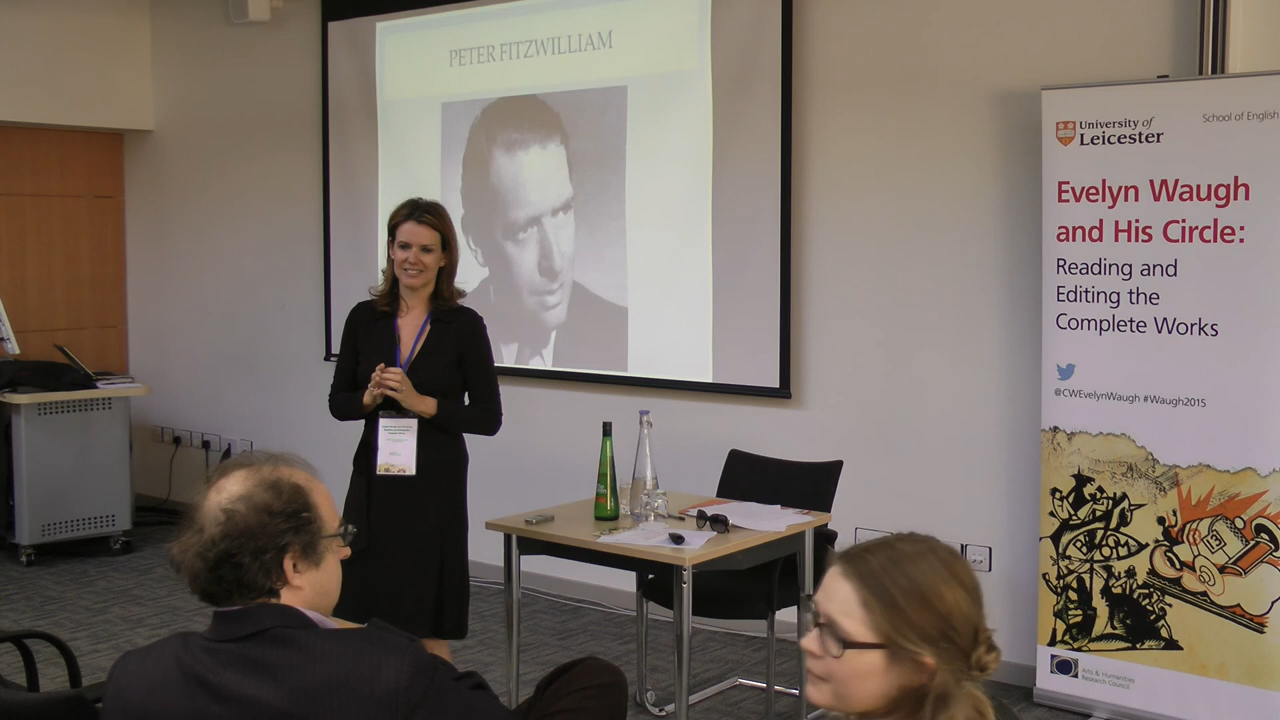 PETER FITZWILLIAM
University of
Leicester
School of English
Evelyn Waugh
and His Circle:
Reading and
Editing the
Complete Works
@CWEvelynWaugh #Waugh2015
Arts & Humanities
Research Council